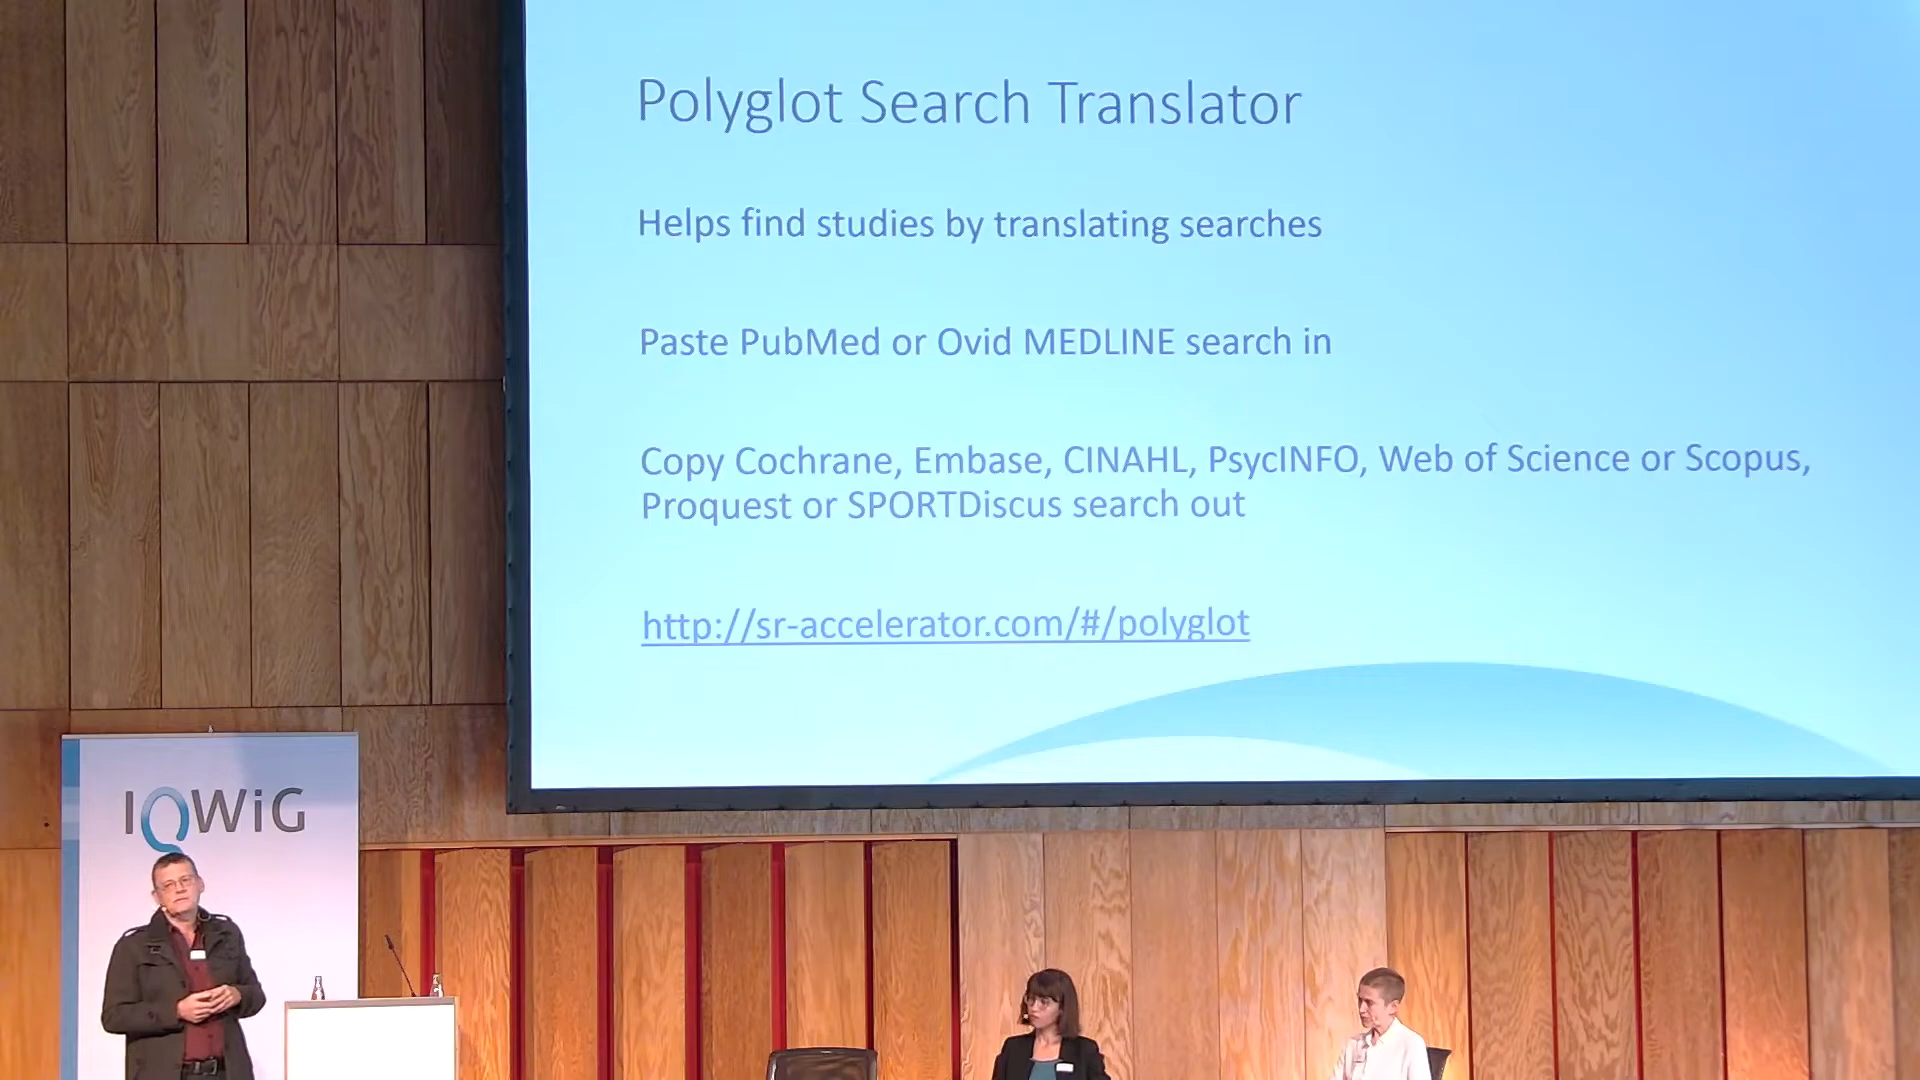 Polyglot Search Translator
Helps find studies by translating searches
Paste PubMed or Ovid MEDLINE search in
Copy Cochrane, Embase, CINAHL, PsycINFO, Web of Science or Scopus,
Proquest or SPORTDiscus search out
http://sr-accelerator.com/#/polyglot
IQWiG